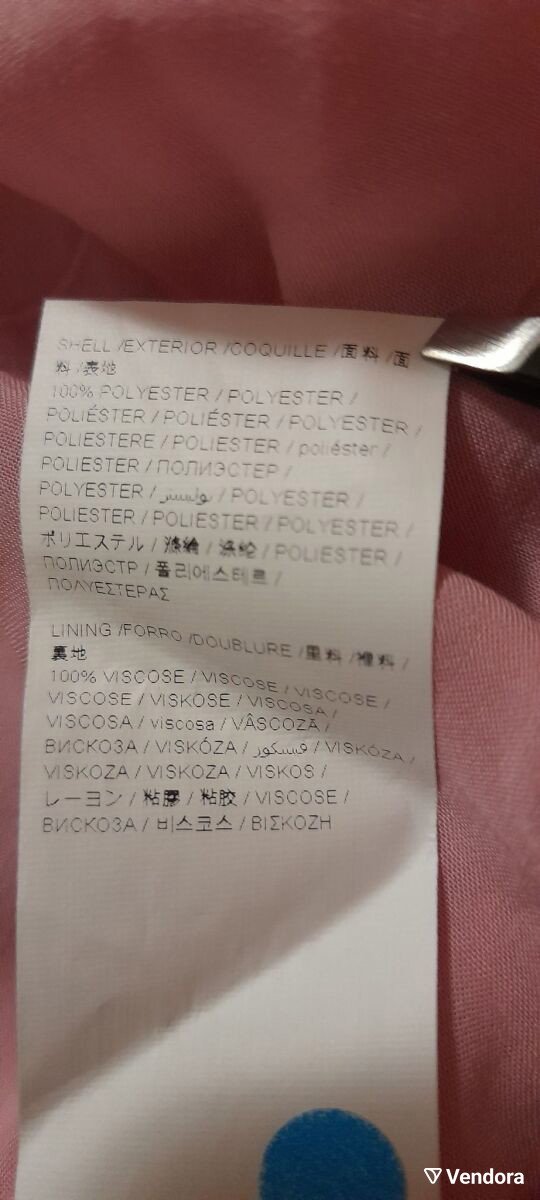 SHELL /EXTERIOR /COQUILLE /面料 /面
料 /表地
100% POLYESTER / POLYESTER /
POLIÉSTER / POLIÉSTER / POLYESTER /
POLIESTERE / POLIESTER / poliéster /
POLIESTER / ПОЛИЭСТЕР /
POLYESTER / بوليستر / POLYESTER /
POLIESTER / POLIESTER / POLYESTER /
ポリエステル / 滌綸 / 涤纶 / POLIESTER /
ПОЛИЭСТР / 폴리에스테르 /
ΠΟΛΥΕΣΤΕΡΑΣ
LINING /FORRO /DOUBLURE /里料 /裡料 /
裏地
100% VISCOSE / VISCOSE / VISCOSE /
VISCOSE / VISKOSE / VISCOSA /
VISCOSA / viscosa / VÂSCOZĂ /
ВИСКОЗА / VISKÓZA / فسكور / VISKÓZA /
VISKOZA / VISKOZA / VISKOS /
レーヨン / 粘膠 / 粘胶 / VISCOSE /
ВИСКОЗА / 비스코스 / ΒΙΣΚΟΖΗ
Vendora